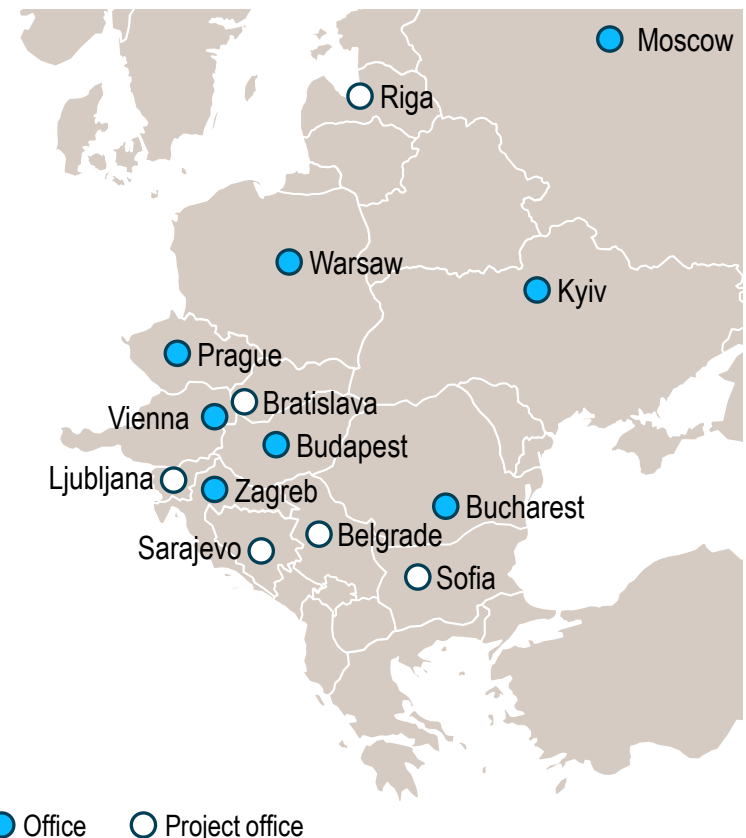 Moscow
Riga
Warsaw
Kyiv
Prague
Bratislava
Vienna
Budapest
Ljubljana
Zagreb
Bucharest
Belgrade
Sarajevo
Sofia
Office
Project office